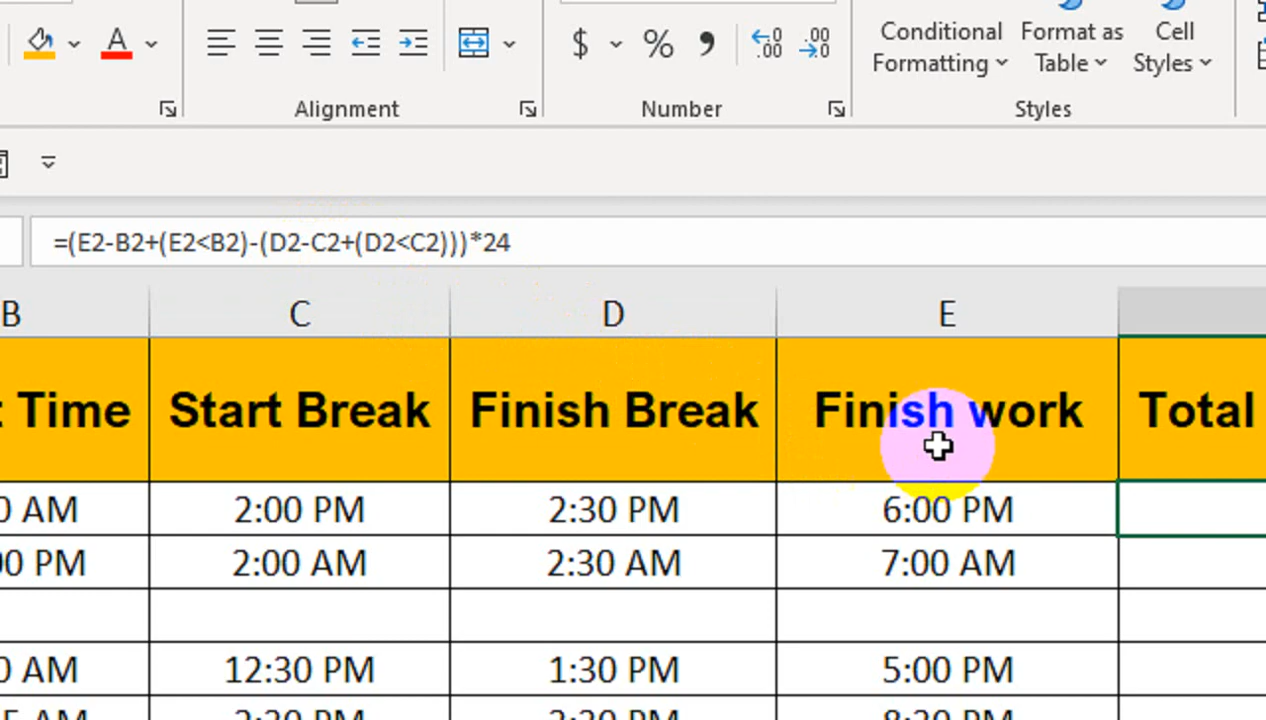 Conditional Format as Cell
Formatting Table Styles
Alignment Number Styles
=(E2-B2+(E2<B2)-(D2-C2+(D2<C2)))*24
B C D E
Time Start Break Finish Break Finish work Total
AM 2:00 PM 2:30 PM 6:00 PM
PM 2:00 AM 2:30 AM 7:00 AM
AM 12:30 PM 1:30 PM 5:00 PM